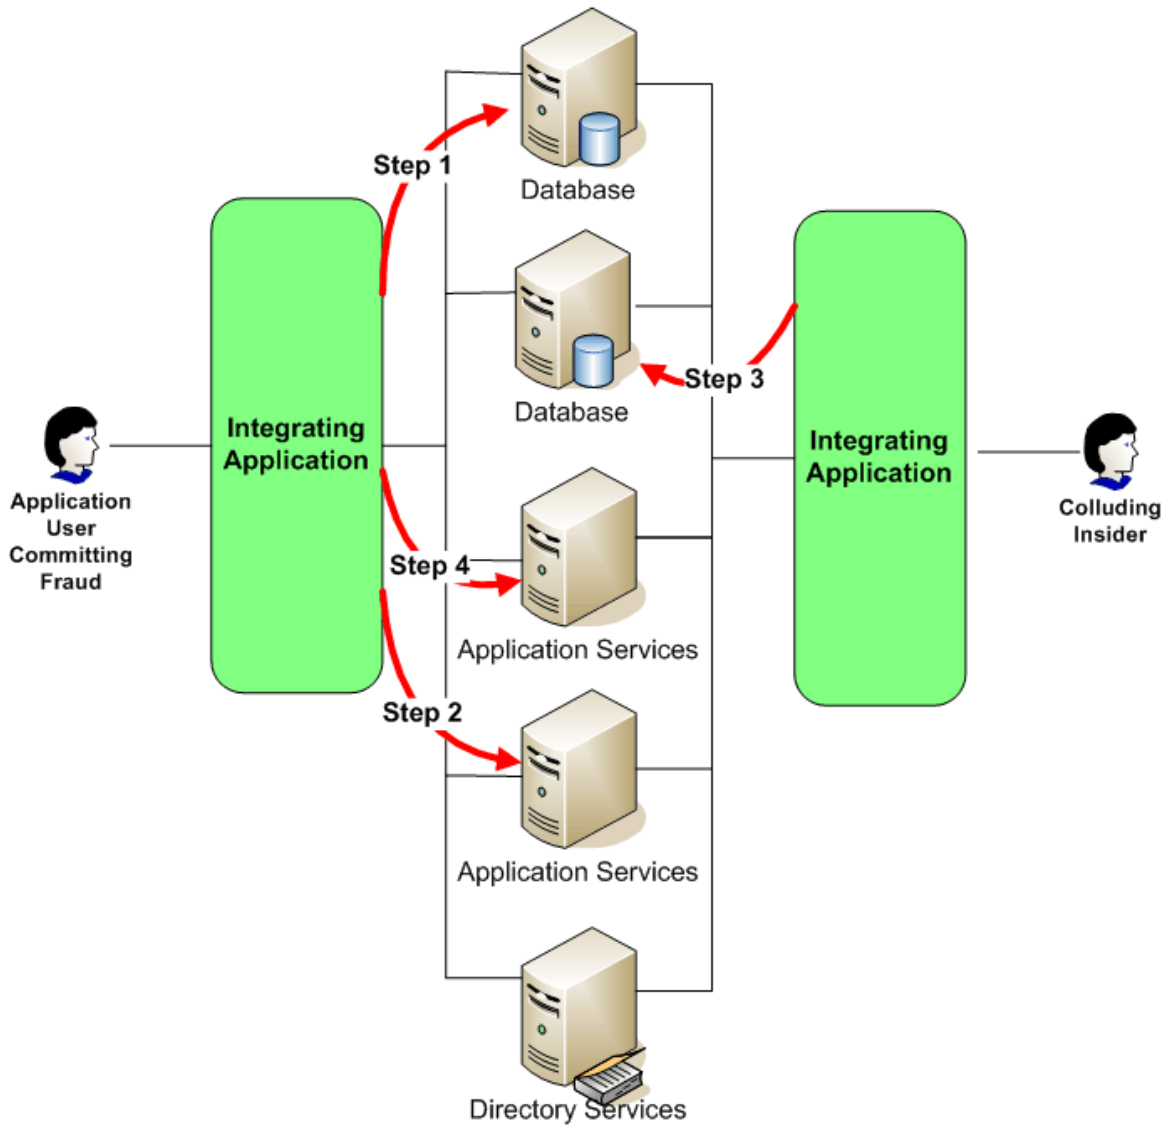 Step 1
Database
Database
Step 3
Integrating
Application
Integrating
Application
Application
User
Committing
Fraud
Colluding
Insider
Step 4
Application Services
Step 2
Application Services
Directory Services